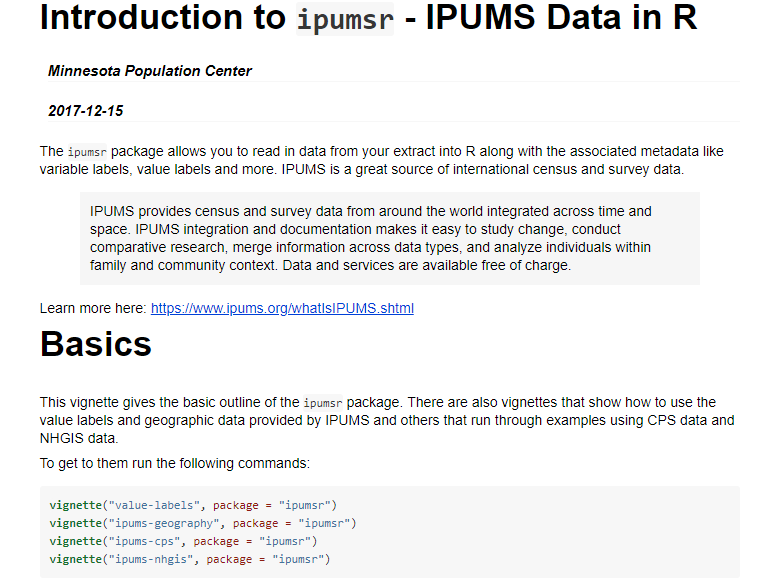 Introduction to ipumsr - IPUMS Data in R
Minnesota Population Center
2017-12-15
The ipumsr package allows you to read in data from your extract into R along with the associated metadata like
variable labels, value labels and more. IPUMS is a great source of international census and survey data.
IPUMS provides census and survey data from around the world integrated across time and
space. IPUMS integration and documentation makes it easy to study change, conduct
comparative research, merge information across data types, and analyze individuals within
family and community context. Data and services are available free of charge.
Learn more here: https://www.ipums.org/whatIsIPUMS.shtml
Basics
This vignette gives the basic outline of the ipumsr package. There are also vignettes that show how to use the
value labels and geographic data provided by IPUMS and others that run through examples using CPS data and
NHGIS data.
To get to them run the following commands:
vignette("value-labels", package = "ipumsr")
vignette("ipums-geography", package = "ipumsr")
vignette("ipums-cps", package = "ipumsr")
vignette("ipums-nhgis", package = "ipumsr")